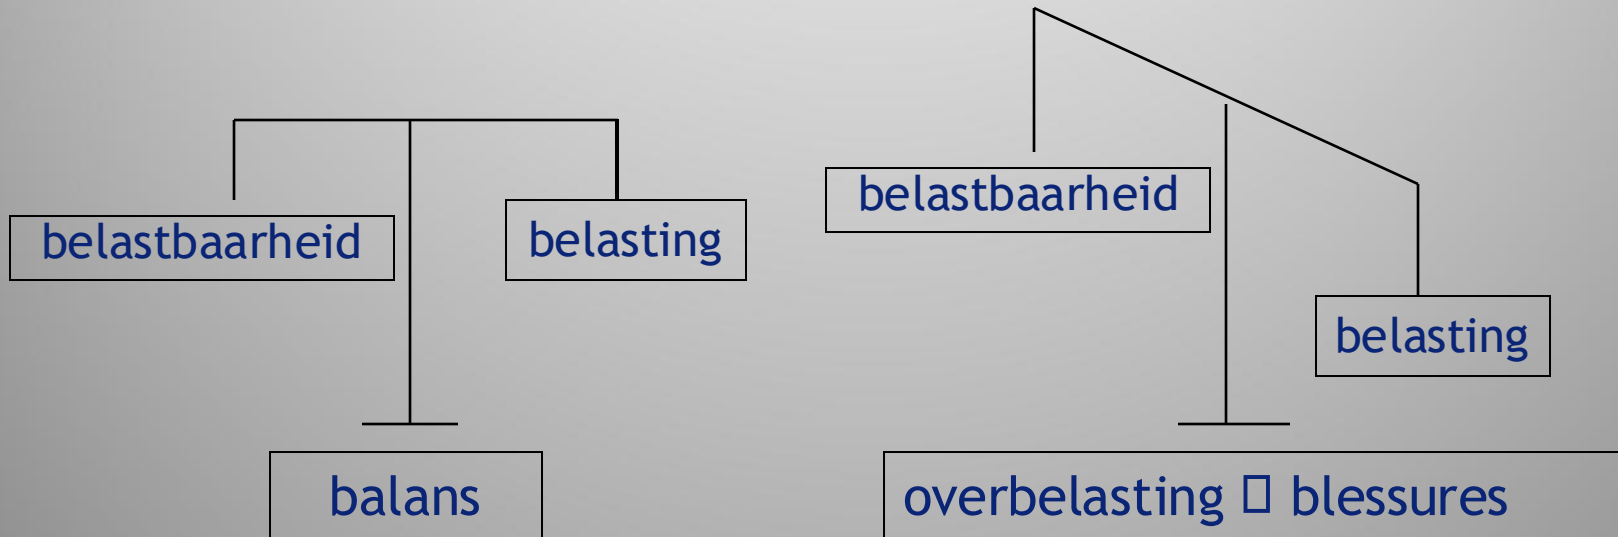 belastbaarheid
belasting
balans
belastbaarheid
belasting
overbelasting  blessures